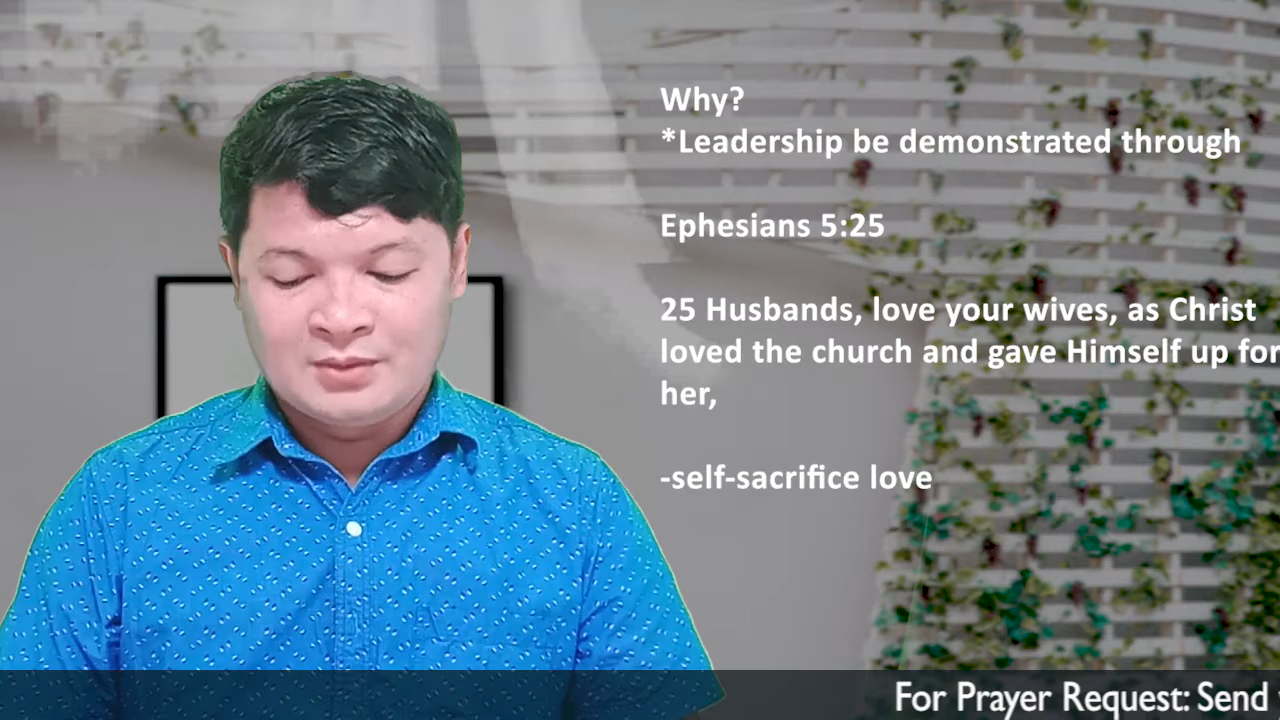 Why?
*Leadership be demonstrated through
Ephesians 5:25
25 Husbands, love your wives, as Christ
loved the church and gave Himself up for
her,
-self-sacrifice love
For Prayer Request: Send